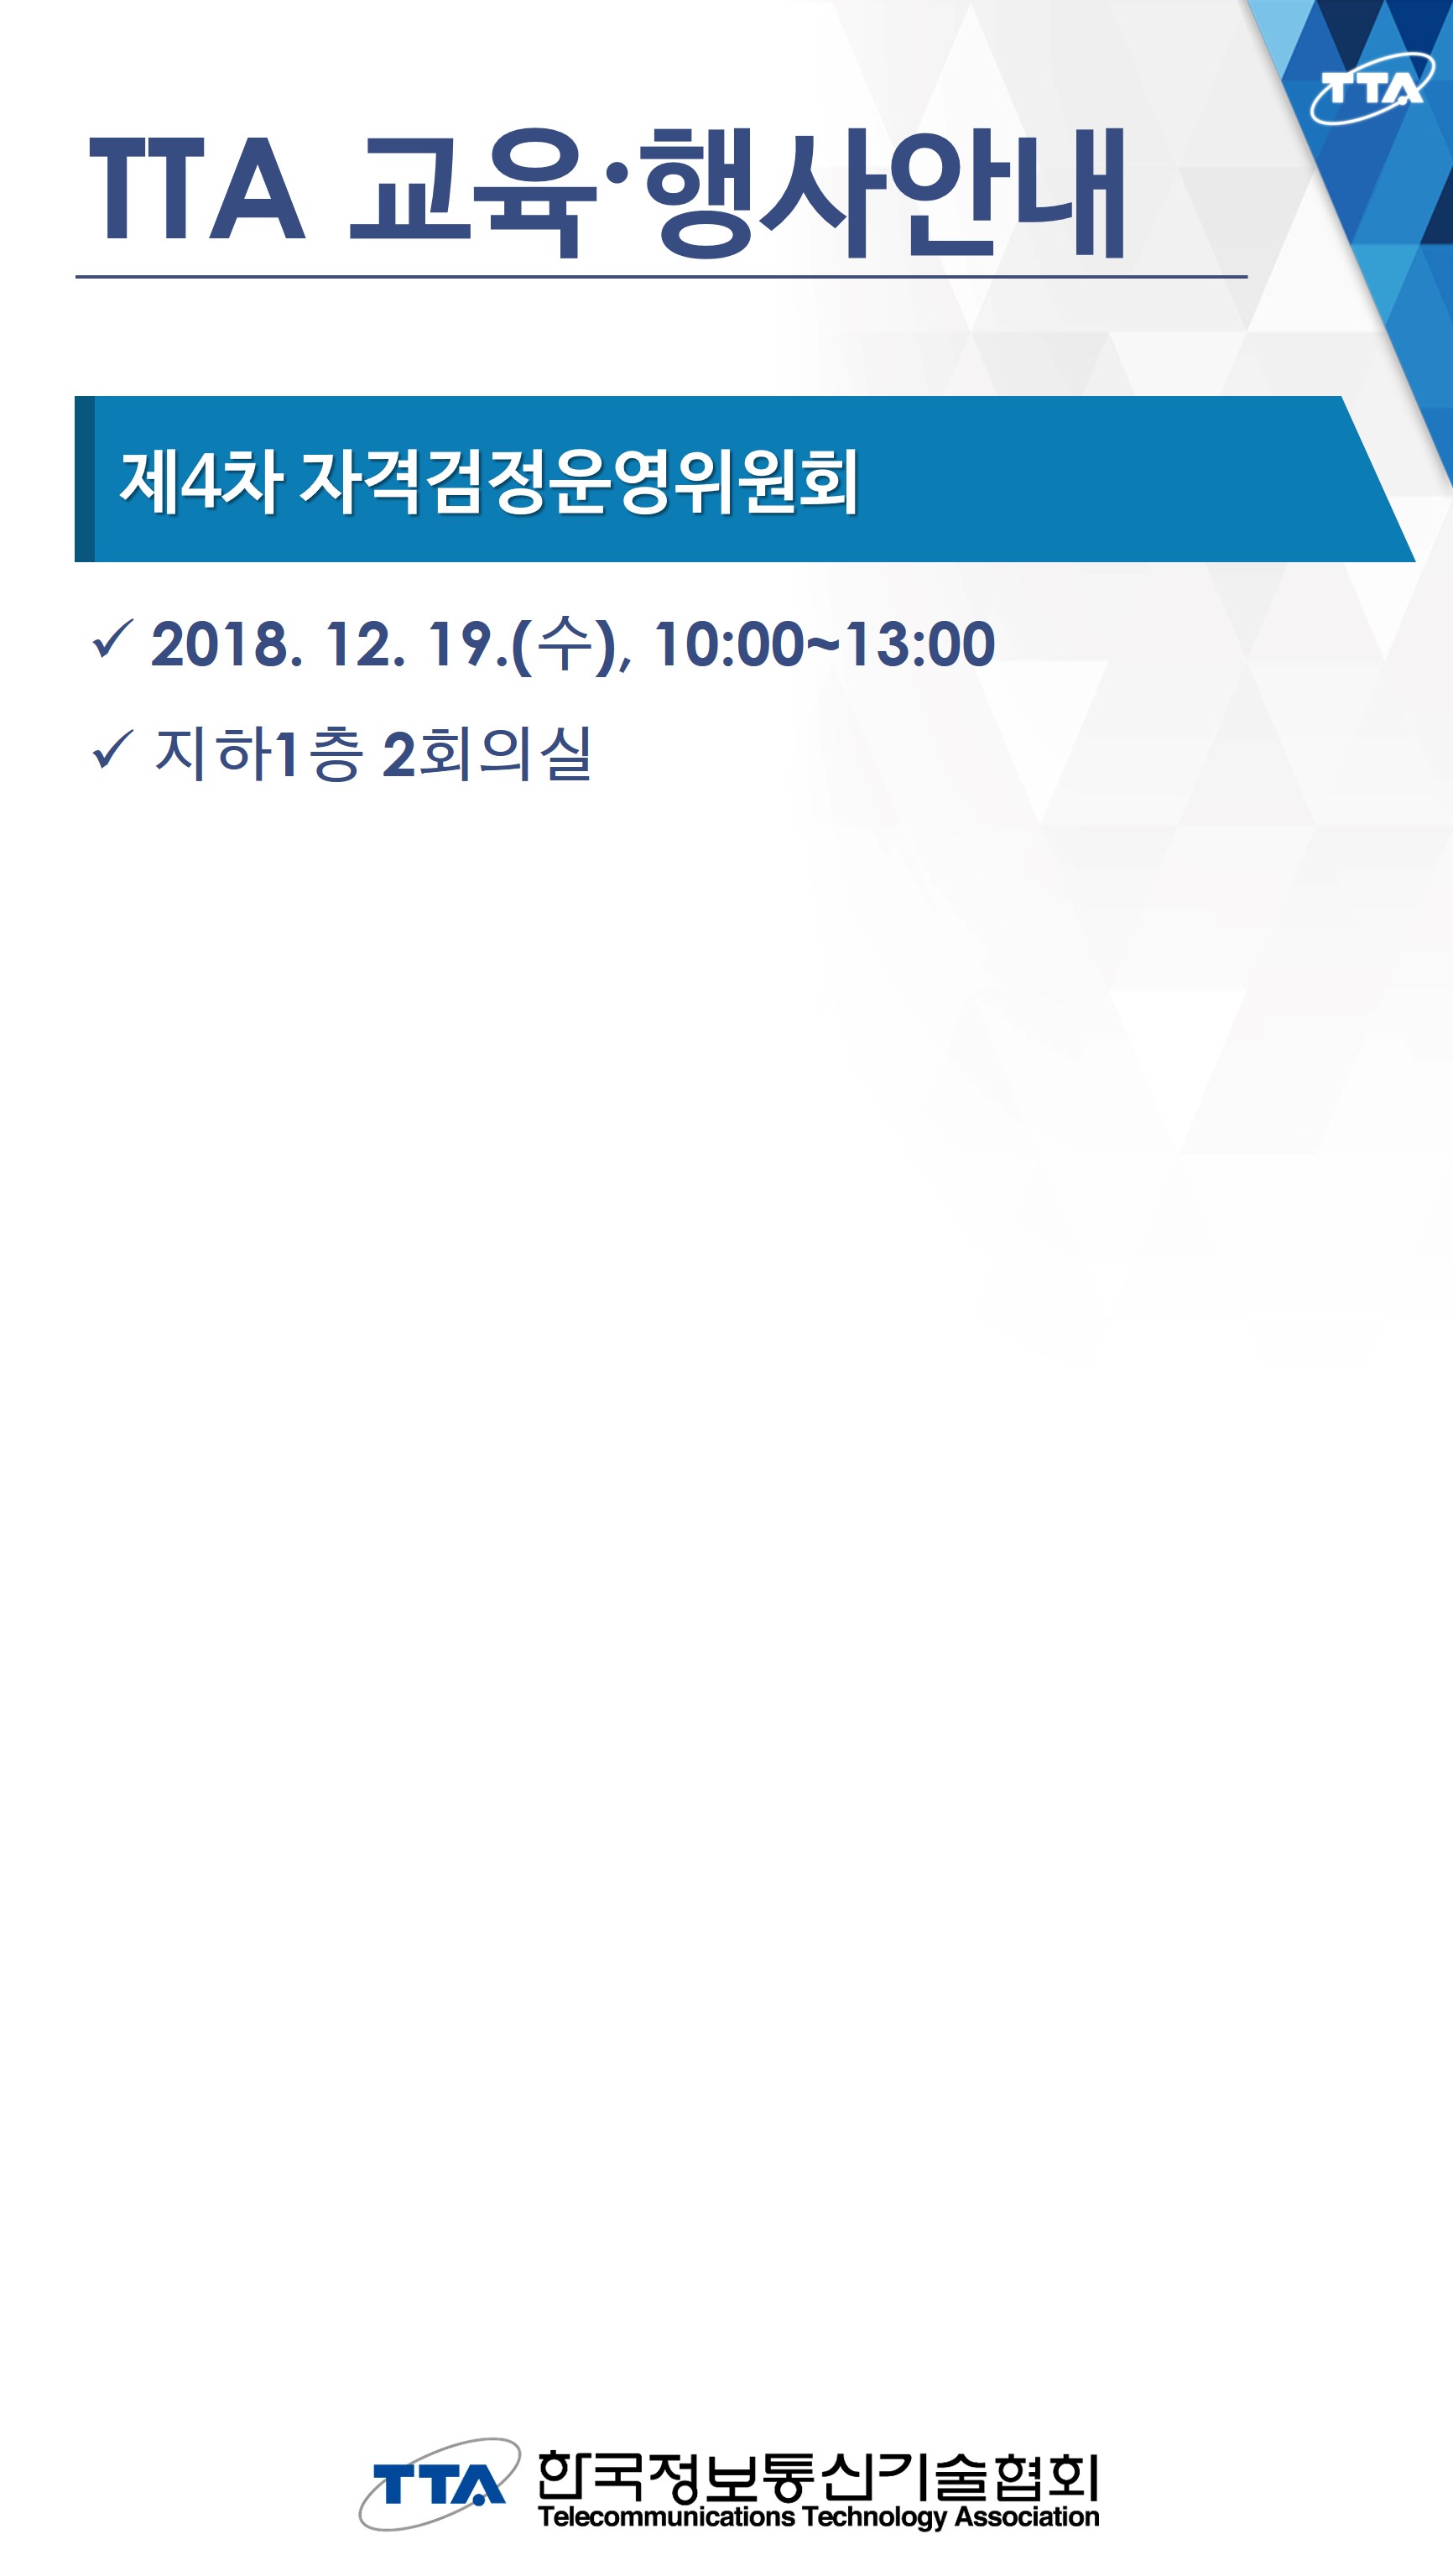 TTA
TTA 교육·행사안내
제4차 자격검정운영위원회
✓ 2018. 12. 19.(수), 10:00~13:00
✓ 지하1층 2회의실
TTA 한국정보통신기술협회
Telecommunications Technology Association